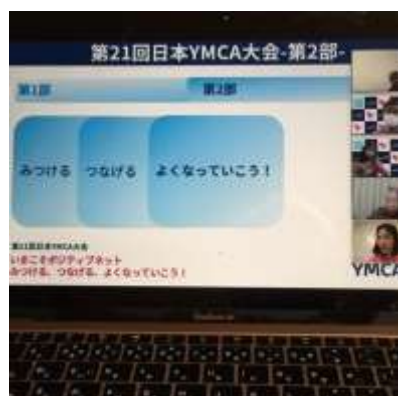 第21回日本YMCA大会-第2部-
第1部
第2部
みつける
つなげる
よくなっていこう！
第21回日本YMCA大会
いまこそポジティブネット
みつける、つなげる、よくなっていこう！
YMCA